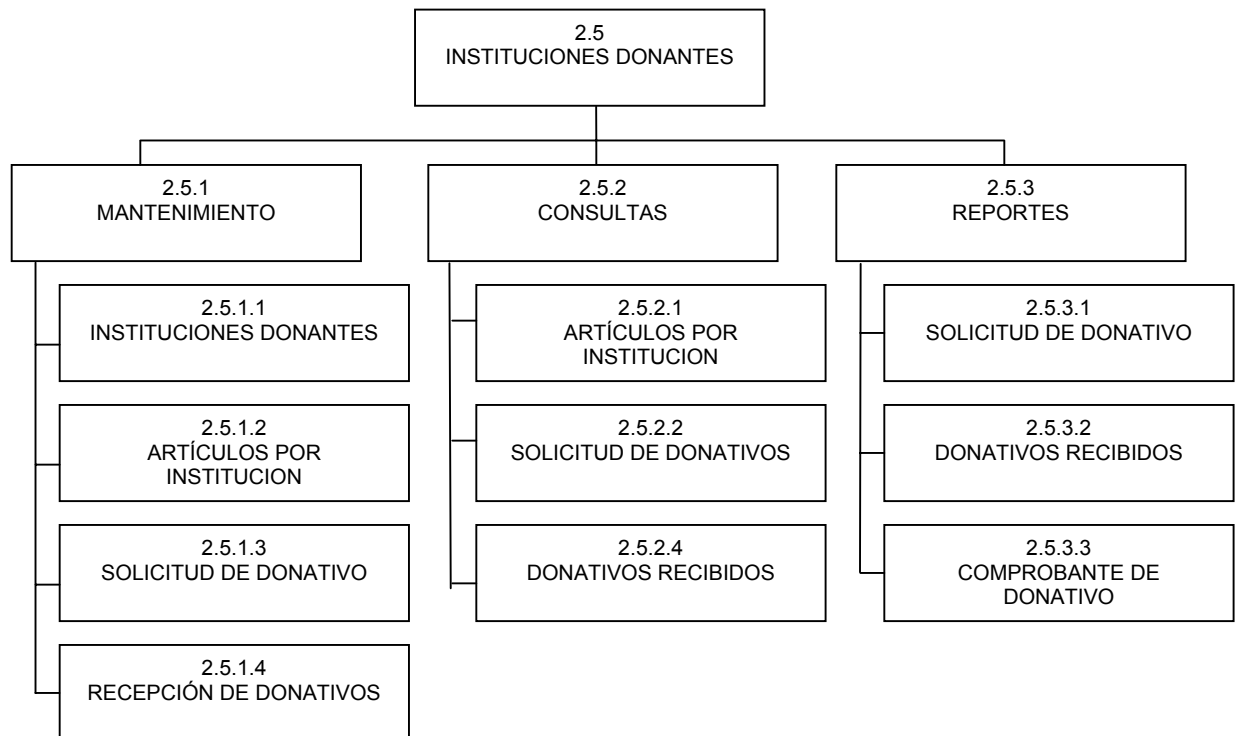 2.5
INSTITUCIONES DONANTES
2.5.1
MANTENIMIENTO
2.5.1.1
INSTITUCIONES DONANTES
2.5.1.2
ARTÍCULOS POR
INSTITUCION
2.5.1.3
SOLICITUD DE DONATIVO
2.5.1.4
RECEPCIÓN DE DONATIVOS
2.5.2
CONSULTAS
2.5.2.1
ARTÍCULOS POR
INSTITUCION
2.5.2.2
SOLICITUD DE DONATIVOS
2.5.2.4
DONATIVOS RECIBIDOS
2.5.3
REPORTES
2.5.3.1
SOLICITUD DE DONATIVO
2.5.3.2
DONATIVOS RECIBIDOS
2.5.3.3
COMPROBANTE DE
DONATIVO